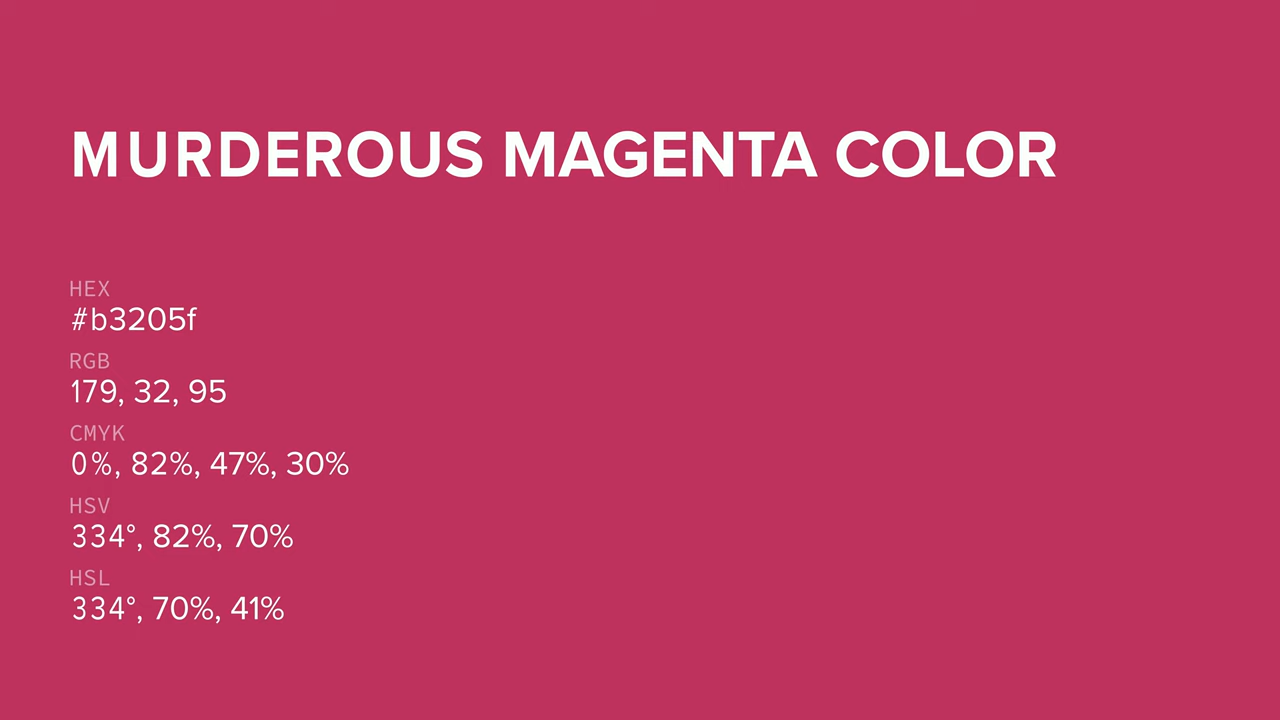 MURDEROUS MAGENTA COLOR
HEX
#b3205f
RGB
179, 32, 95
CMYK
0%, 82%, 47%, 30%
HSV
334°, 82%, 70%
HSL
334°, 70%, 41%